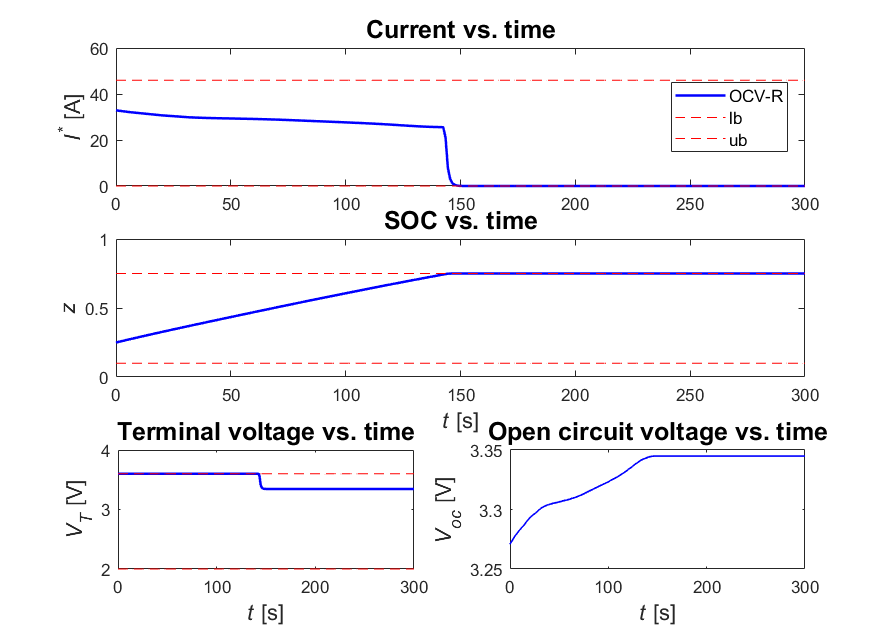 Current vs. time
60
40
20
0
I* [A]
OCV-R
lb
ub
0 50 100 150 200 250 300
SOC vs. time
1
0.5
0
z
0 50 100 150 200 250 300
t [s]
Terminal voltage vs. time
4
3
2
V_T [V]
0 100 200 300
t [s]
Open circuit voltage vs. time
3.35
3.3
3.25
V_oc [V]
0 100 200 300
t [s]